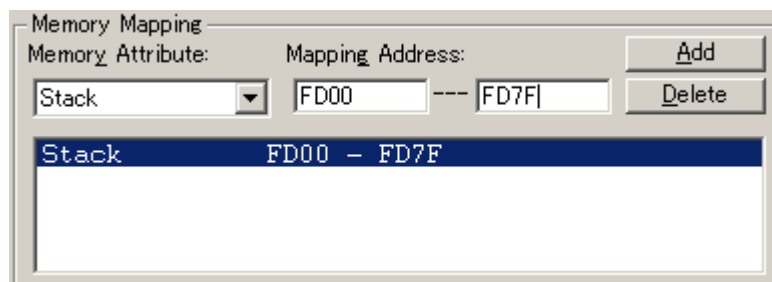 Memory Mapping
Memory Attribute: Mapping Address: Add
Stack FD00 --- FD7F Delete
Stack FD00 – FD7F